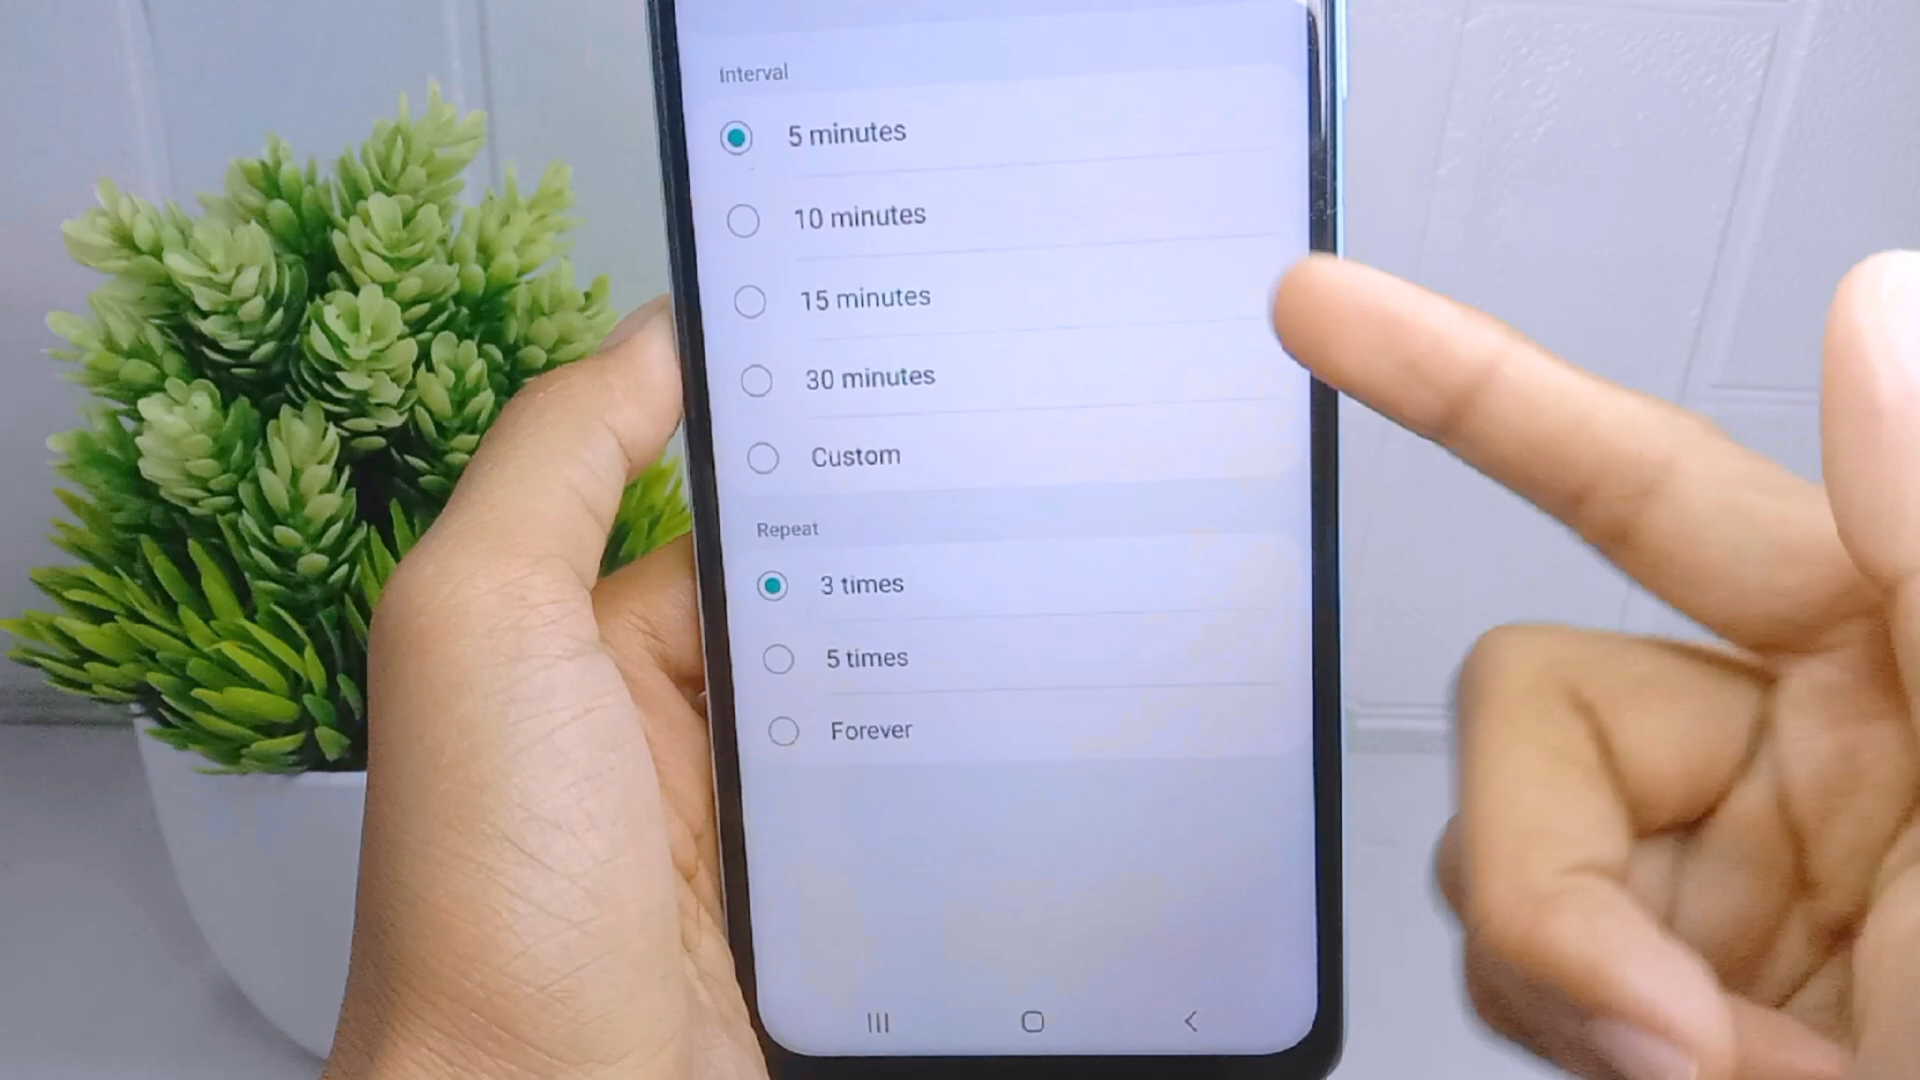 Interval
5 minutes
10 minutes
15 minutes
30 minutes
Custom
Repeat
3 times
5 times
Forever